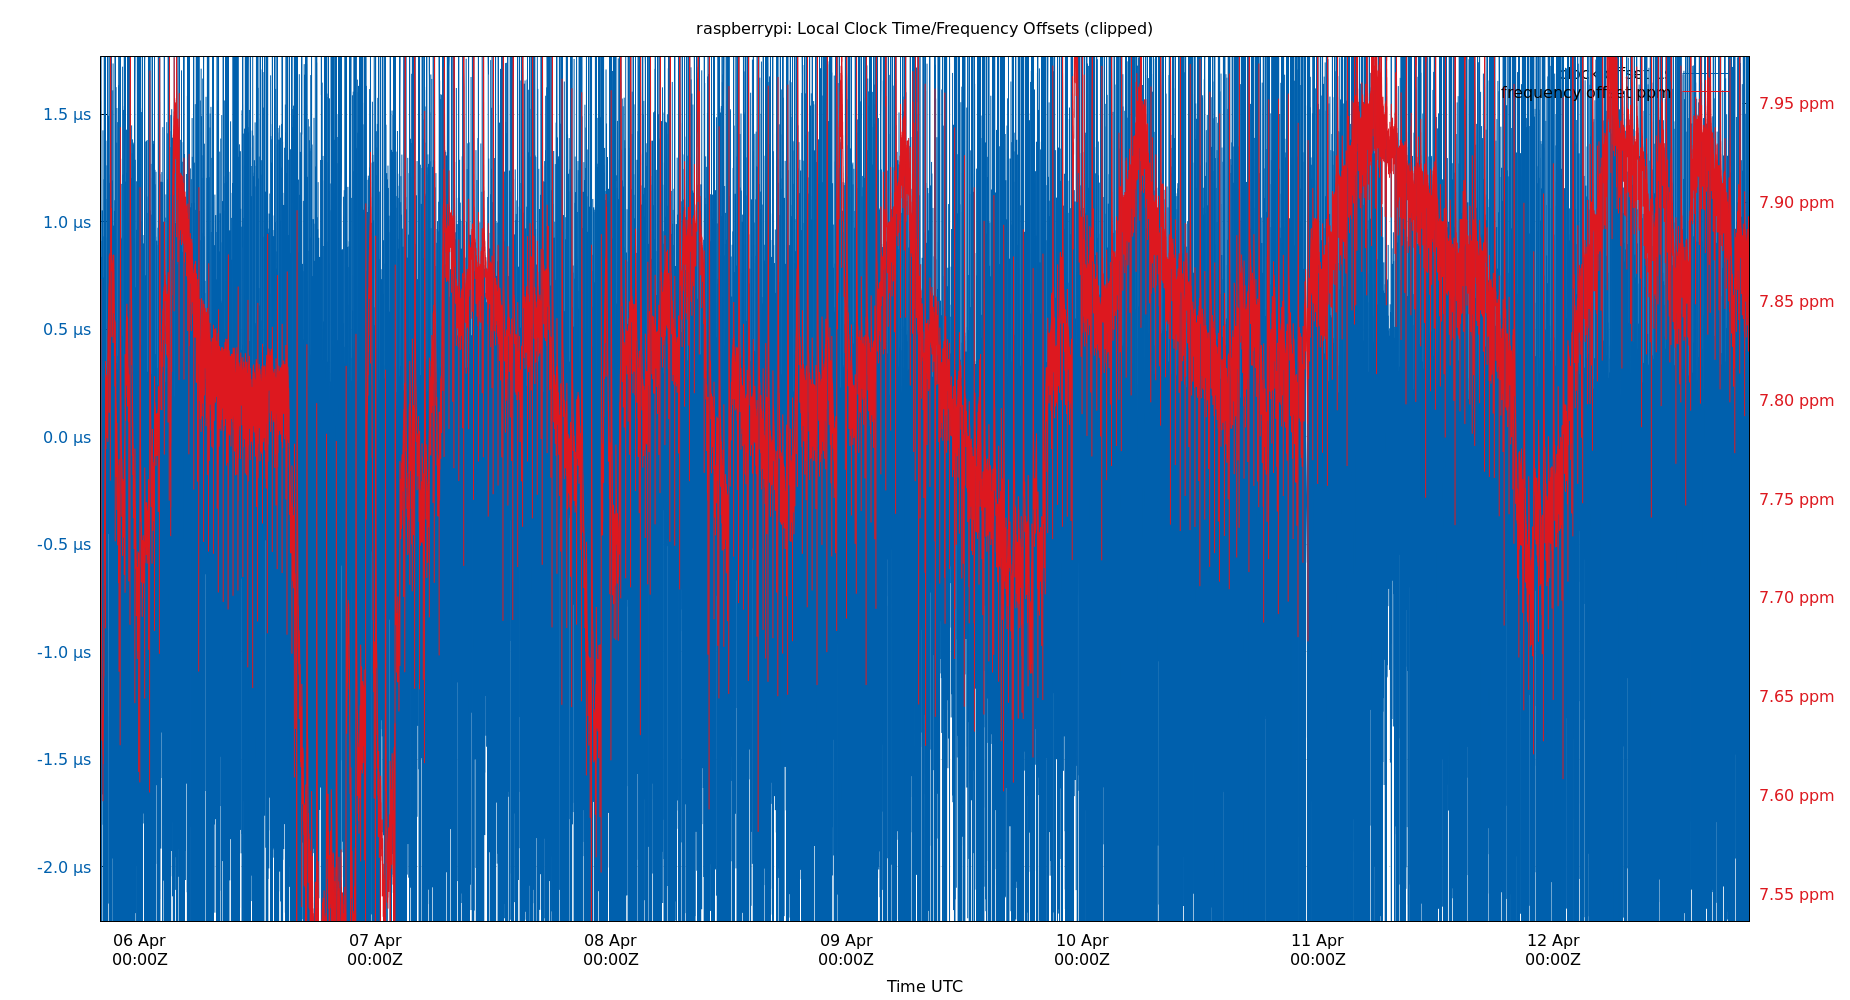 raspberrypi: Local Clock Time/Frequency Offsets (clipped)
clock offset
frequency offset ppm
1.5 µs
1.0 µs
0.5 µs
0.0 µs
-0.5 µs
-1.0 µs
-1.5 µs
-2.0 µs
7.95 ppm
7.90 ppm
7.85 ppm
7.80 ppm
7.75 ppm
7.70 ppm
7.65 ppm
7.60 ppm
7.55 ppm
06 Apr
00:00Z
07 Apr
00:00Z
08 Apr
00:00Z
09 Apr
00:00Z
10 Apr
00:00Z
11 Apr
00:00Z
12 Apr
00:00Z
Time UTC